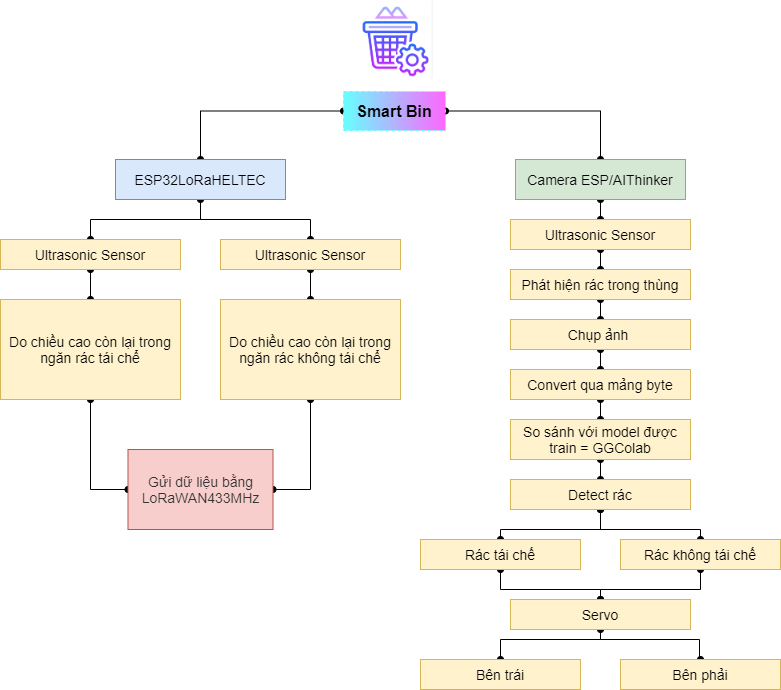 Smart Bin
ESP32LoRaHELTEC
Ultrasonic Sensor
Ultrasonic Sensor
Do chiều cao còn lại trong
ngăn rác tái chế
Do chiều cao còn lại trong
ngăn rác không tái chế
Gửi dữ liệu bằng
LoRaWAN433MHz
Camera ESP/AIThinker
Ultrasonic Sensor
Phát hiện rác trong thùng
Chụp ảnh
Convert qua mảng byte
So sánh với model được
train = GGColab
Detect rác
Rác tái chế
Rác không tái chế
Servo
Bên trái
Bên phải